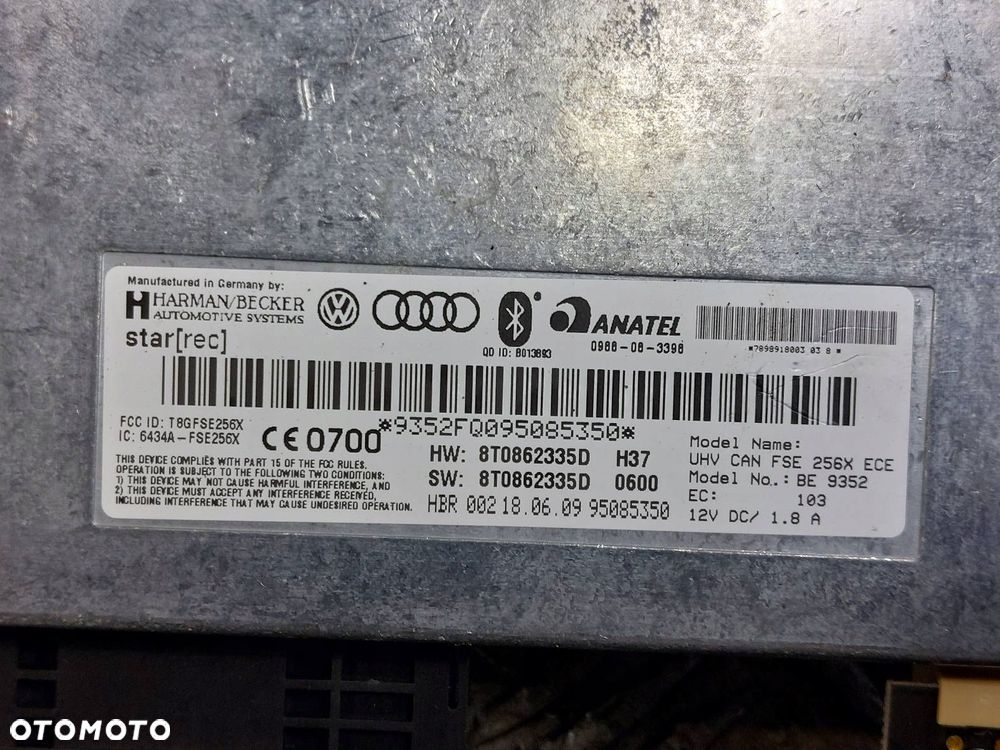 Manufactured in Germany by:
HARMAN/BECKER
AUTOMOTIVE SYSTEMS
star[rec]
QD ID: B013893
ANATEL
0988-08-3398
*7898918003 03 8 *
*9352FQ095085350*
FCC ID: T8GFSE256X
IC: 6434A-FSE256X
CE 0700
THIS DEVICE COMPLIES WITH PART 15 OF THE FCC RULES.
OPERATION IS SUBJECT TO THE FOLLOWING TWO CONDITIONS:
1) THIS DEVICE MAY NOT CAUSE HARMFUL INTERFERENCE, AND
2) THIS DEVICE MUST ACCEPT ANY INTERFERENCE RECEIVED,
INCLUDING INTERFERENCE THAT MAY CAUSE UNDESIRED OPERATION.
HW: 8T0862335D H37
SW: 8T0862335D 0600
HBR 002 18.06.09 95085350
Model Name:
UHV CAN FSE 256X ECE
Model No.: BE 9352
EC: 103
12V DC/ 1.8 A
OTOMOTO